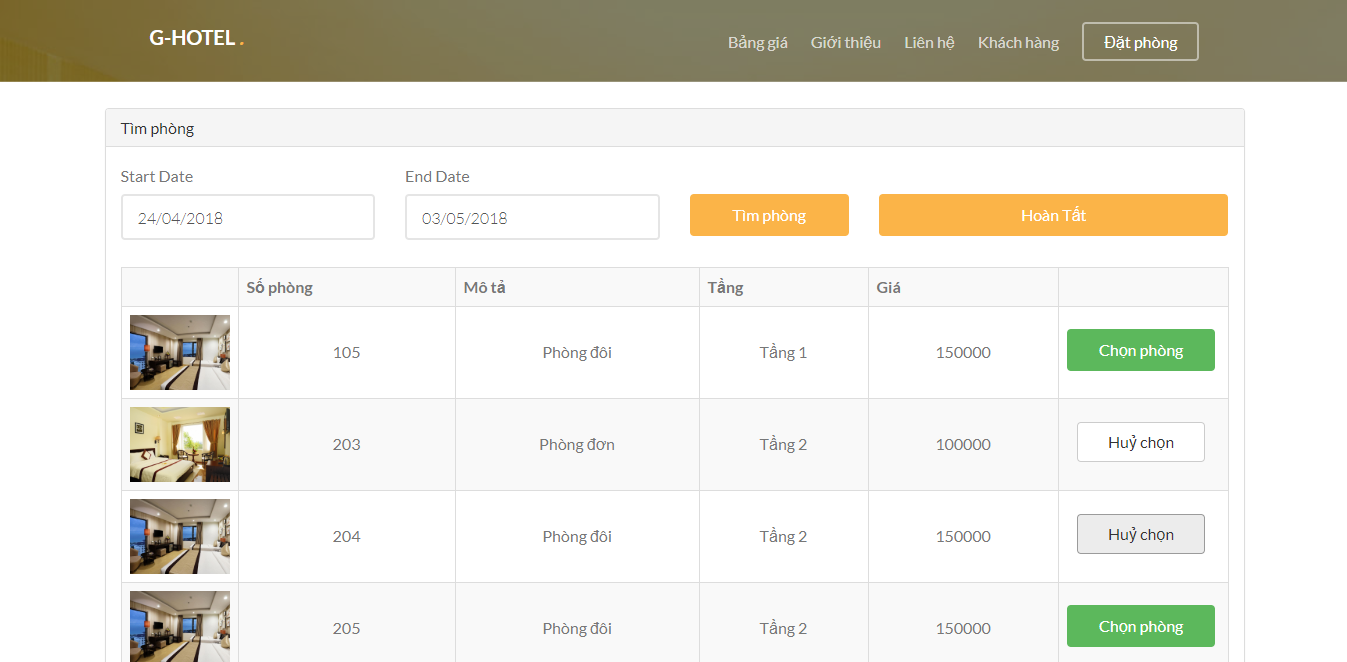 G-HOTEL .
Bảng giá Giới thiệu Liên hệ Khách hàng Đặt phòng
Tìm phòng
Start Date End Date
24/04/2018 03/05/2018 Tìm phòng Hoàn Tất
Số phòng Mô tả Tầng Giá
105 Phòng đôi Tầng 1 150000 Chọn phòng
203 Phòng đơn Tầng 2 100000 Huỷ chọn
204 Phòng đôi Tầng 2 150000 Huỷ chọn
205 Phòng đôi Tầng 2 150000 Chọn phòng